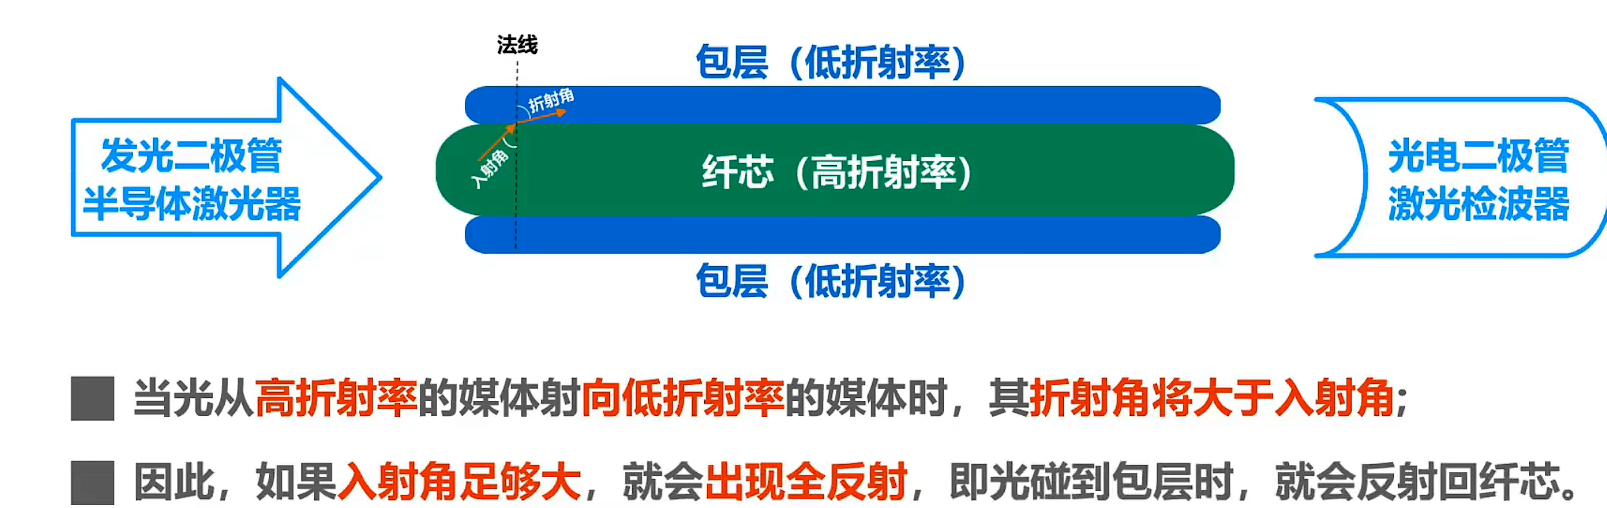 法线
包层（低折射率）
折射角
入射角
发光二极管
半导体激光器
纤芯（高折射率）
光电二极管
激光检波器
包层（低折射率）
当光从高折射率的媒体射向低折射率的媒体时，其折射角将大于入射角;
因此，如果入射角足够大，就会出现全反射，即光碰到包层时，就会反射回纤芯。